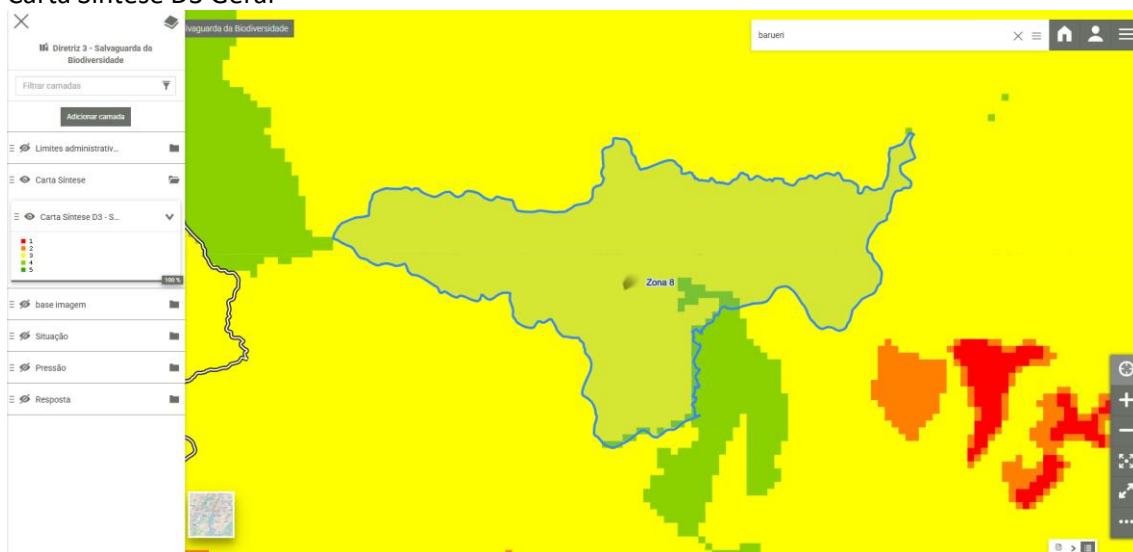 Carta Síntese D3 Geral
lvaguarda da Biodiversidade
barueri
Diretriz 3 - Salvaguarda da
Biodiversidade
Filtrar camadas
Adicionar camada
Limites administrativ...
Carta Síntese
Carta Síntese D3 - S...
1
2
3
4
5
100 %
base imagem
Situação
Pressão
Resposta
Zona 8